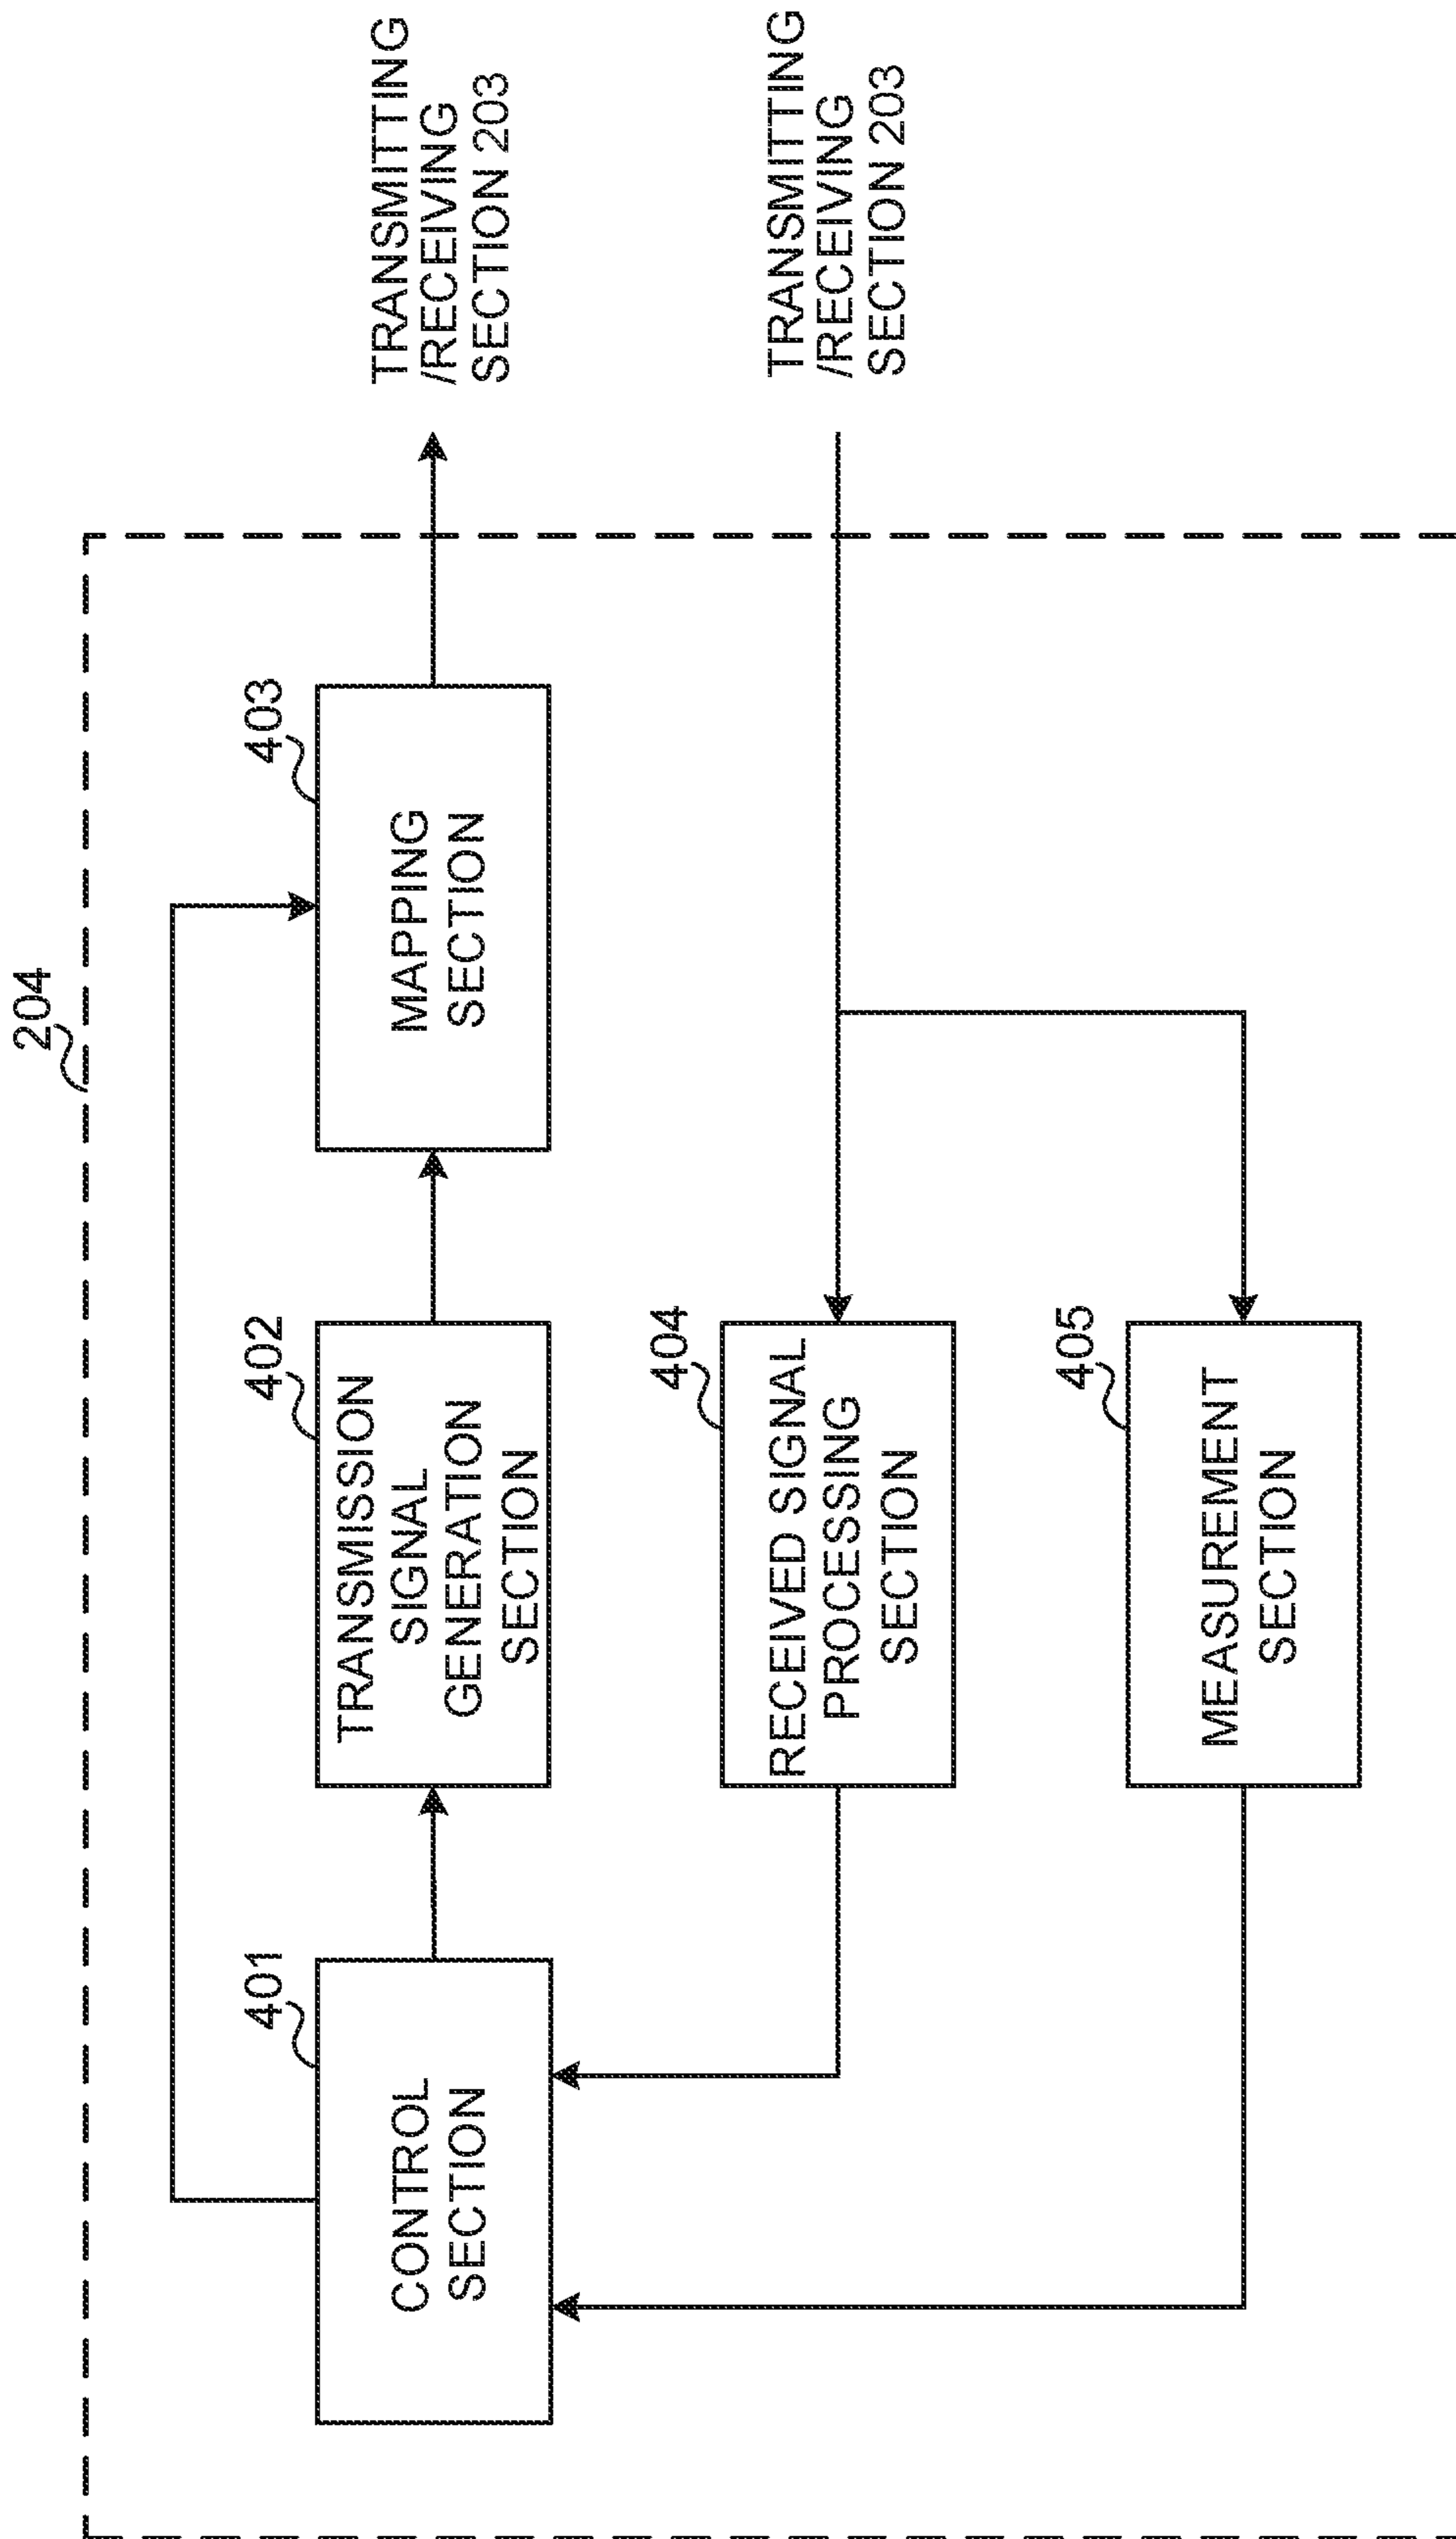 204
401
CONTROL
SECTION
402
TRANSMISSION
SIGNAL
GENERATION
SECTION
403
MAPPING
SECTION
TRANSMITTING
/RECEIVING
SECTION 203
404
RECEIVED SIGNAL
PROCESSING
SECTION
TRANSMITTING
/RECEIVING
SECTION 203
405
MEASUREMENT
SECTION